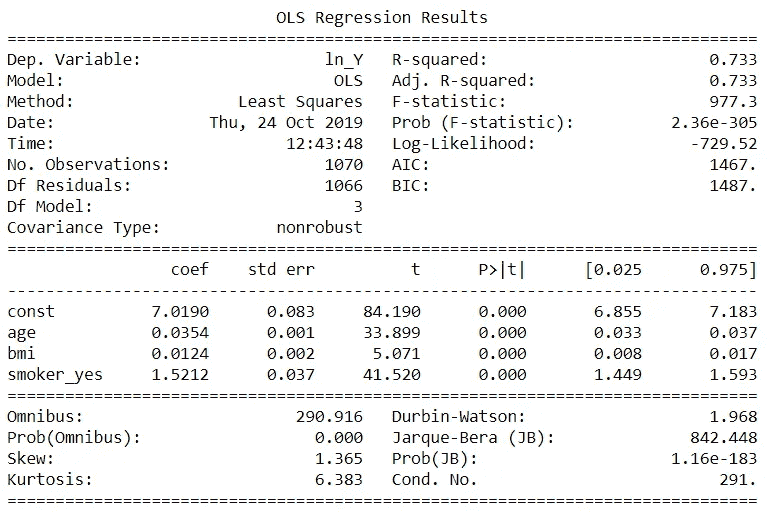 OLS Regression Results
==============================================================================
Dep. Variable: ln_Y R-squared: 0.733
Model: OLS Adj. R-squared: 0.733
Method: Least Squares F-statistic: 977.3
Date: Thu, 24 Oct 2019 Prob (F-statistic): 2.36e-305
Time: 12:43:48 Log-Likelihood: -729.52
No. Observations: 1070 AIC: 1467.
Df Residuals: 1066 BIC: 1487.
Df Model: 3
Covariance Type: nonrobust
==============================================================================
coef std err t P>|t| [0.025 0.975]
------------------------------------------------------------------------------
const 7.0190 0.083 84.190 0.000 6.855 7.183
age 0.0354 0.001 33.899 0.000 0.033 0.037
bmi 0.0124 0.002 5.071 0.000 0.008 0.017
smoker_yes 1.5212 0.037 41.520 0.000 1.449 1.593
==============================================================================
Omnibus: 290.916 Durbin-Watson: 1.968
Prob(Omnibus): 0.000 Jarque-Bera (JB): 842.448
Skew: 1.365 Prob(JB): 1.16e-183
Kurtosis: 6.383 Cond. No. 291.
==============================================================================